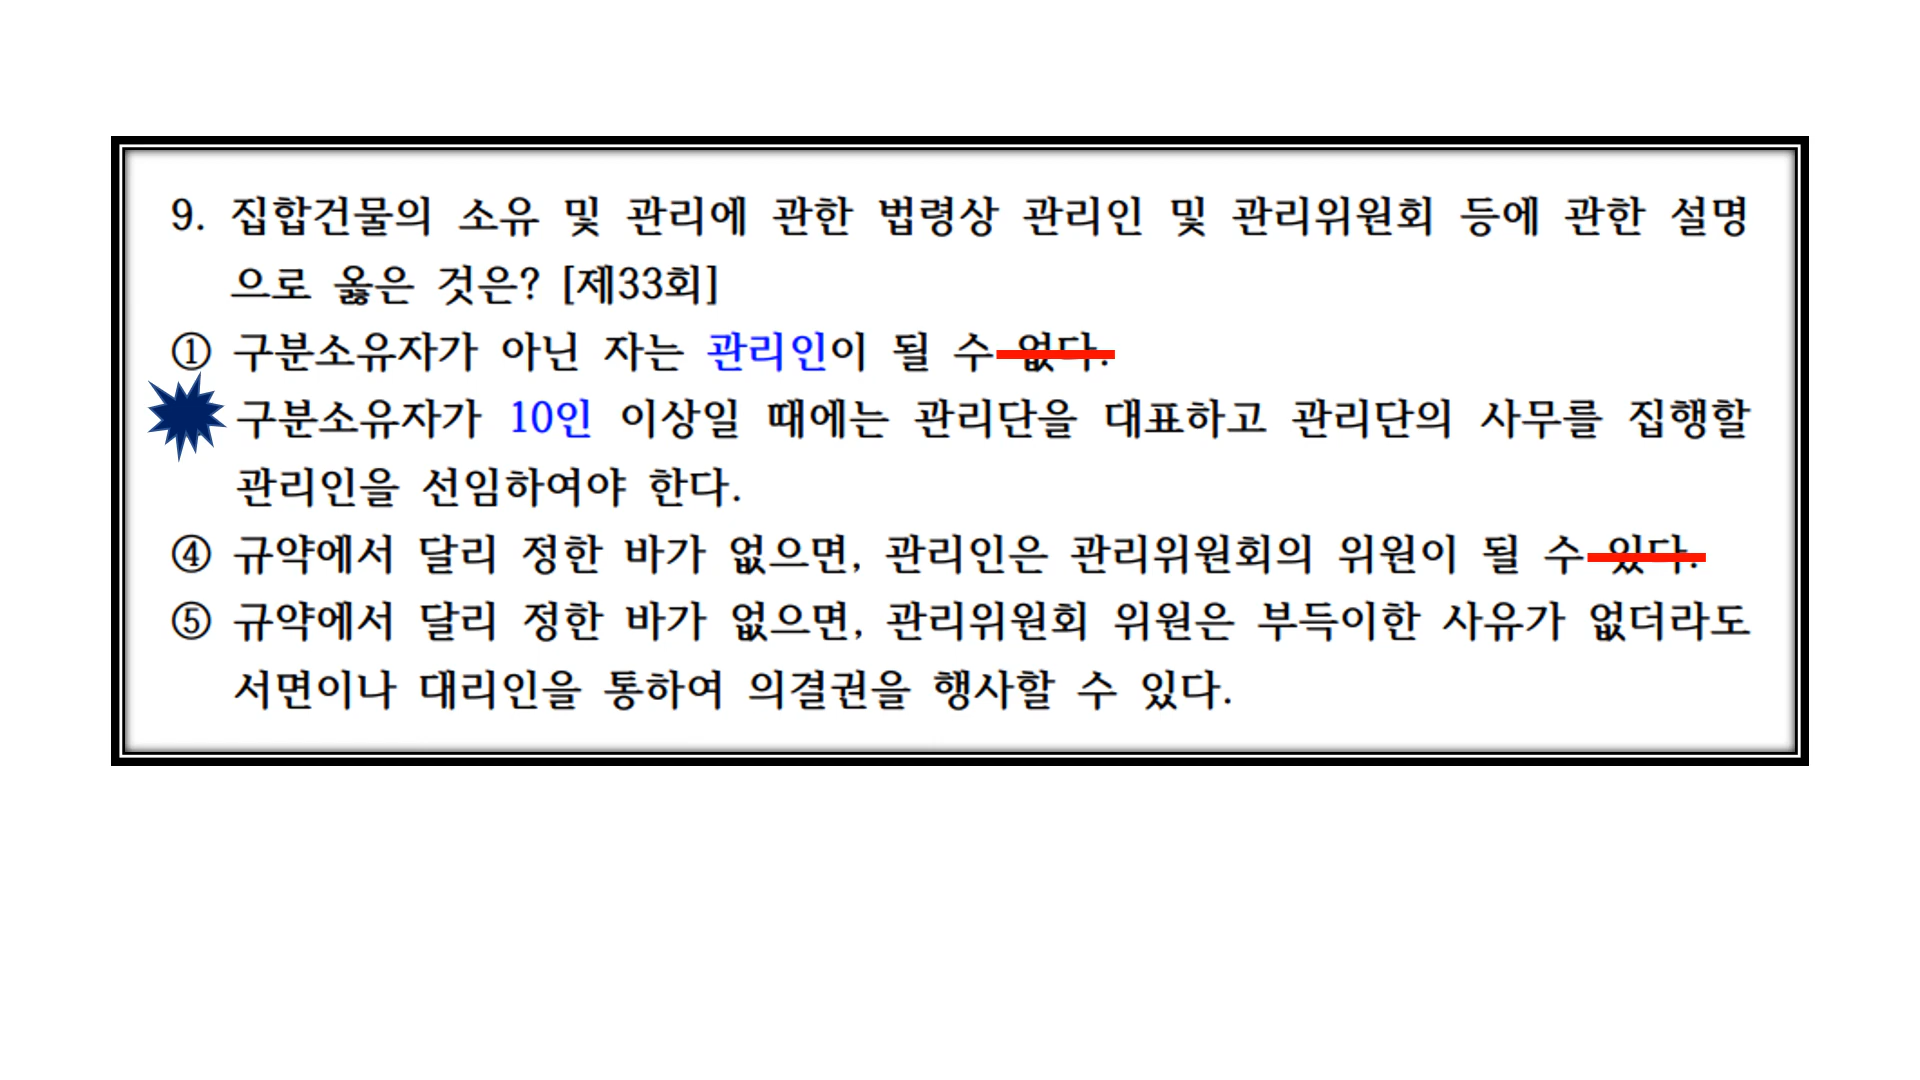 9. 집합건물의 소유 및 관리에 관한 법령상 관리인 및 관리위원회 등에 관한 설명
으로 옳은 것은? [제33회]
① 구분소유자가 아닌 자는 관리인이 될 수 없다.
구분소유자가 10인 이상일 때에는 관리단을 대표하고 관리단의 사무를 집행할
관리인을 선임하여야 한다.
④ 규약에서 달리 정한 바가 없으면, 관리인은 관리위원회의 위원이 될 수 있다.
⑤ 규약에서 달리 정한 바가 없으면, 관리위원회 위원은 부득이한 사유가 없더라도
서면이나 대리인을 통하여 의결권을 행사할 수 있다.